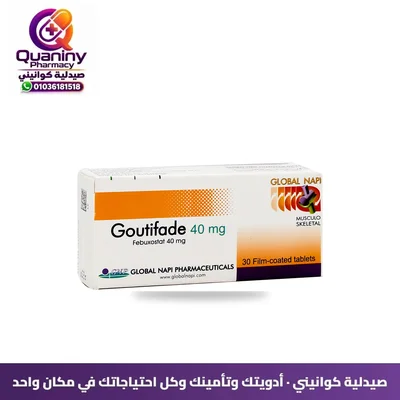 Quaniny
Pharmacy
صيدلية كوانيني
01036181518
GLOBAL NAPI
MUSCULO
SKELETAL
Goutifade 40 mg
Febuxostat 40 mg
GLOBAL NAPI PHARMACEUTICALS
www.globalnapi.com
30 Film-coated tablets
صيدلية كوانيني - أدويتك وتأمينك وكل احتياجاتك في مكان واحد